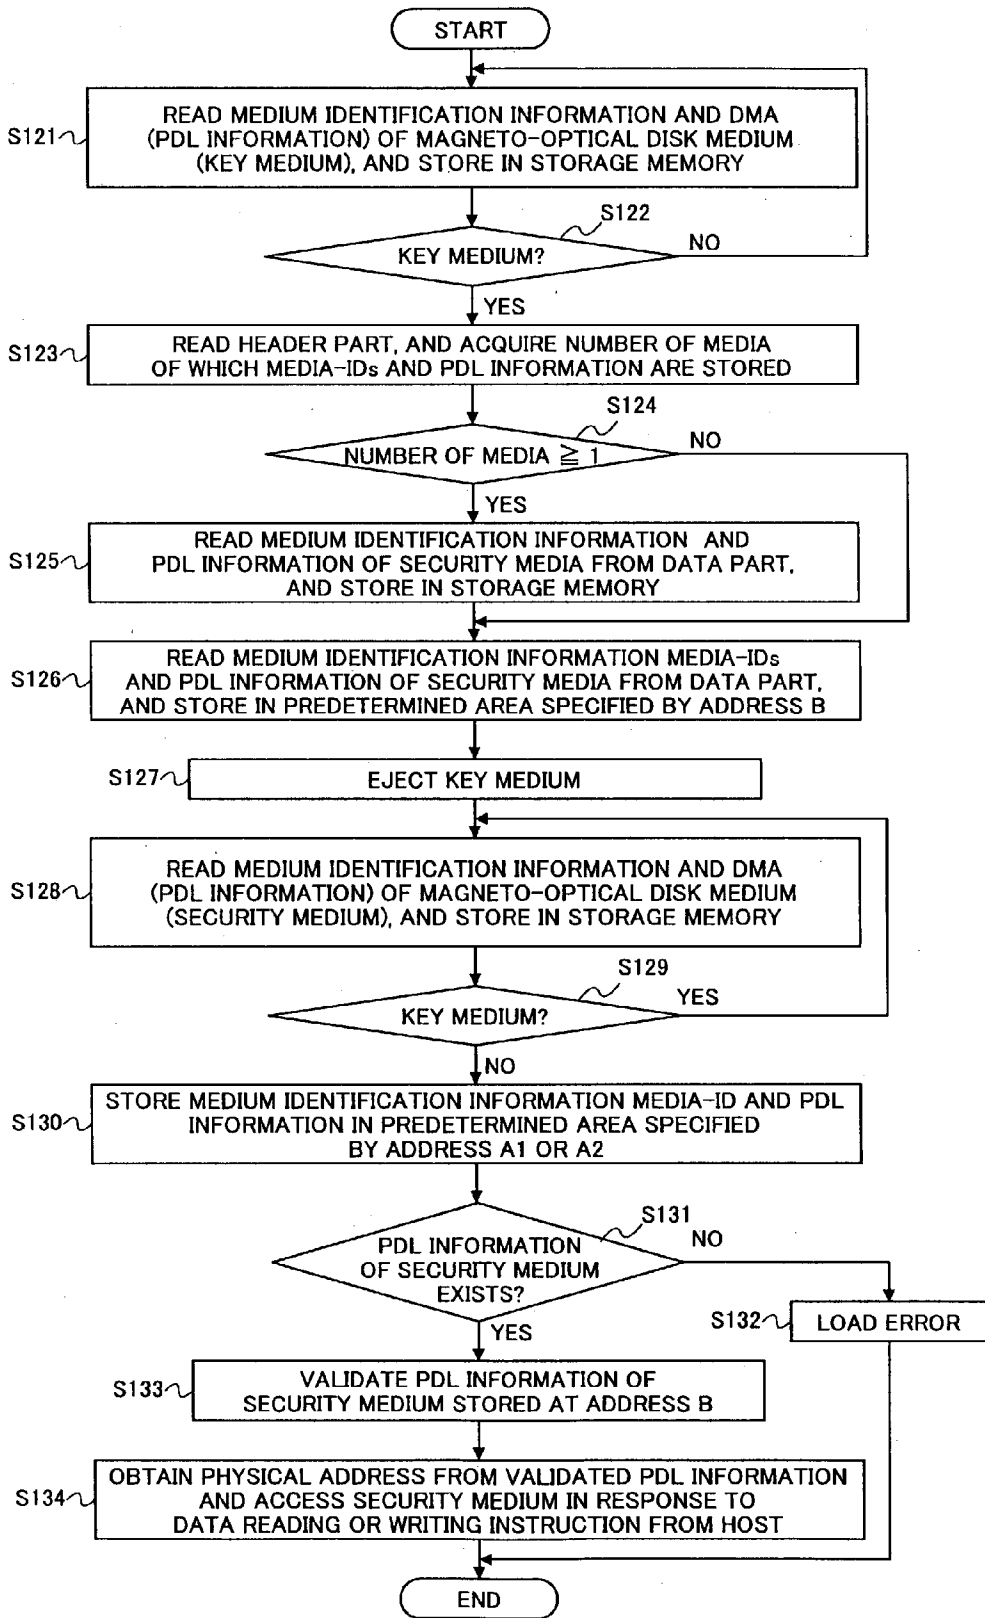 START
S121
READ MEDIUM IDENTIFICATION INFORMATION AND DMA
(PDL INFORMATION) OF MAGNETO-OPTICAL DISK MEDIUM
(KEY MEDIUM), AND STORE IN STORAGE MEMORY
S122
KEY MEDIUM?
NO
YES
S123
READ HEADER PART, AND ACQUIRE NUMBER OF MEDIA
OF WHICH MEDIA-IDs AND PDL INFORMATION ARE STORED
S124
NUMBER OF MEDIA ≧ 1
NO
YES
S125
READ MEDIUM IDENTIFICATION INFORMATION AND
PDL INFORMATION OF SECURITY MEDIA FROM DATA PART,
AND STORE IN STORAGE MEMORY
S126
READ MEDIUM IDENTIFICATION INFORMATION MEDIA-IDs
AND PDL INFORMATION OF SECURITY MEDIA FROM DATA PART,
AND STORE IN PREDETERMINED AREA SPECIFIED BY ADDRESS B
S127
EJECT KEY MEDIUM
S128
READ MEDIUM IDENTIFICATION INFORMATION AND DMA
(PDL INFORMATION) OF MAGNETO-OPTICAL DISK MEDIUM
(SECURITY MEDIUM), AND STORE IN STORAGE MEMORY
S129
KEY MEDIUM?
YES
NO
S130
STORE MEDIUM IDENTIFICATION INFORMATION MEDIA-ID AND PDL
INFORMATION IN PREDETERMINED AREA SPECIFIED
BY ADDRESS A1 OR A2
S131
PDL INFORMATION
OF SECURITY MEDIUM
EXISTS?
NO
YES
S132
LOAD ERROR
S133
VALIDATE PDL INFORMATION OF
SECURITY MEDIUM STORED AT ADDRESS B
S134
OBTAIN PHYSICAL ADDRESS FROM VALIDATED PDL INFORMATION
AND ACCESS SECURITY MEDIUM IN RESPONSE TO
DATA READING OR WRITING INSTRUCTION FROM HOST
END